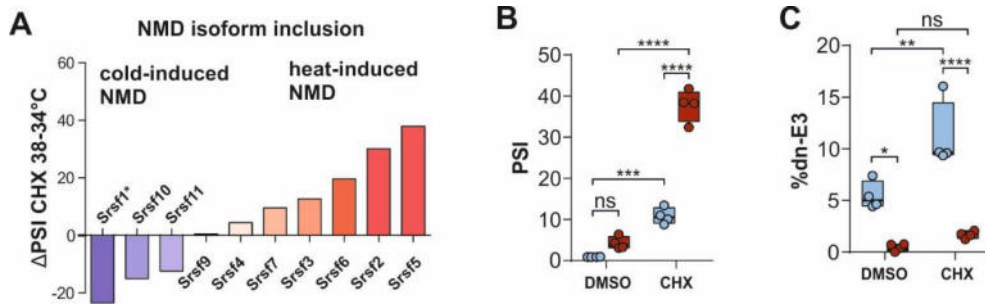 A
NMD isoform inclusion
ΔPSI CHX 38-34°C
60
40
20
0
-20
cold-induced
NMD
heat-induced
NMD
Srsf1*
Srsf10
Srsf11
Srsf9
Srsf4
Srsf7
Srsf3
Srsf6
Srsf2
Srsf5
B
PSI
50
40
30
20
10
0
****
****
***
ns
DMSO
CHX
C
%dn-E3
20
15
10
5
0
ns
**
****
*
DMSO
CHX